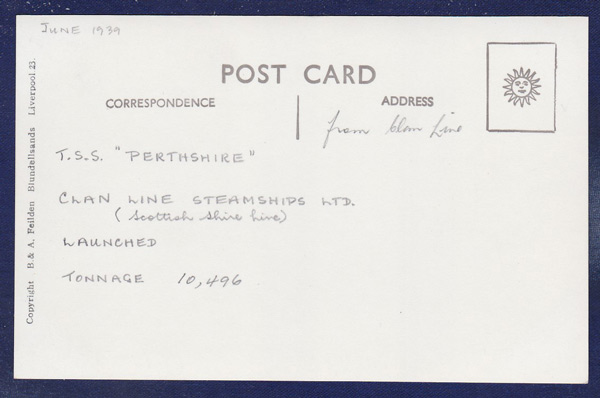 JUNE 1939
POST CARD
CORRESPONDENCE
ADDRESS
from Clan Line
T.S.S. "PERTHSHIRE"
CLAN LINE STEAMSHIPS LTD.
(Scottish Shire Line)
LAUNCHED
TONNAGE 10,496
Copyright B. & A. Feilden Blundellsands Liverpool 23.